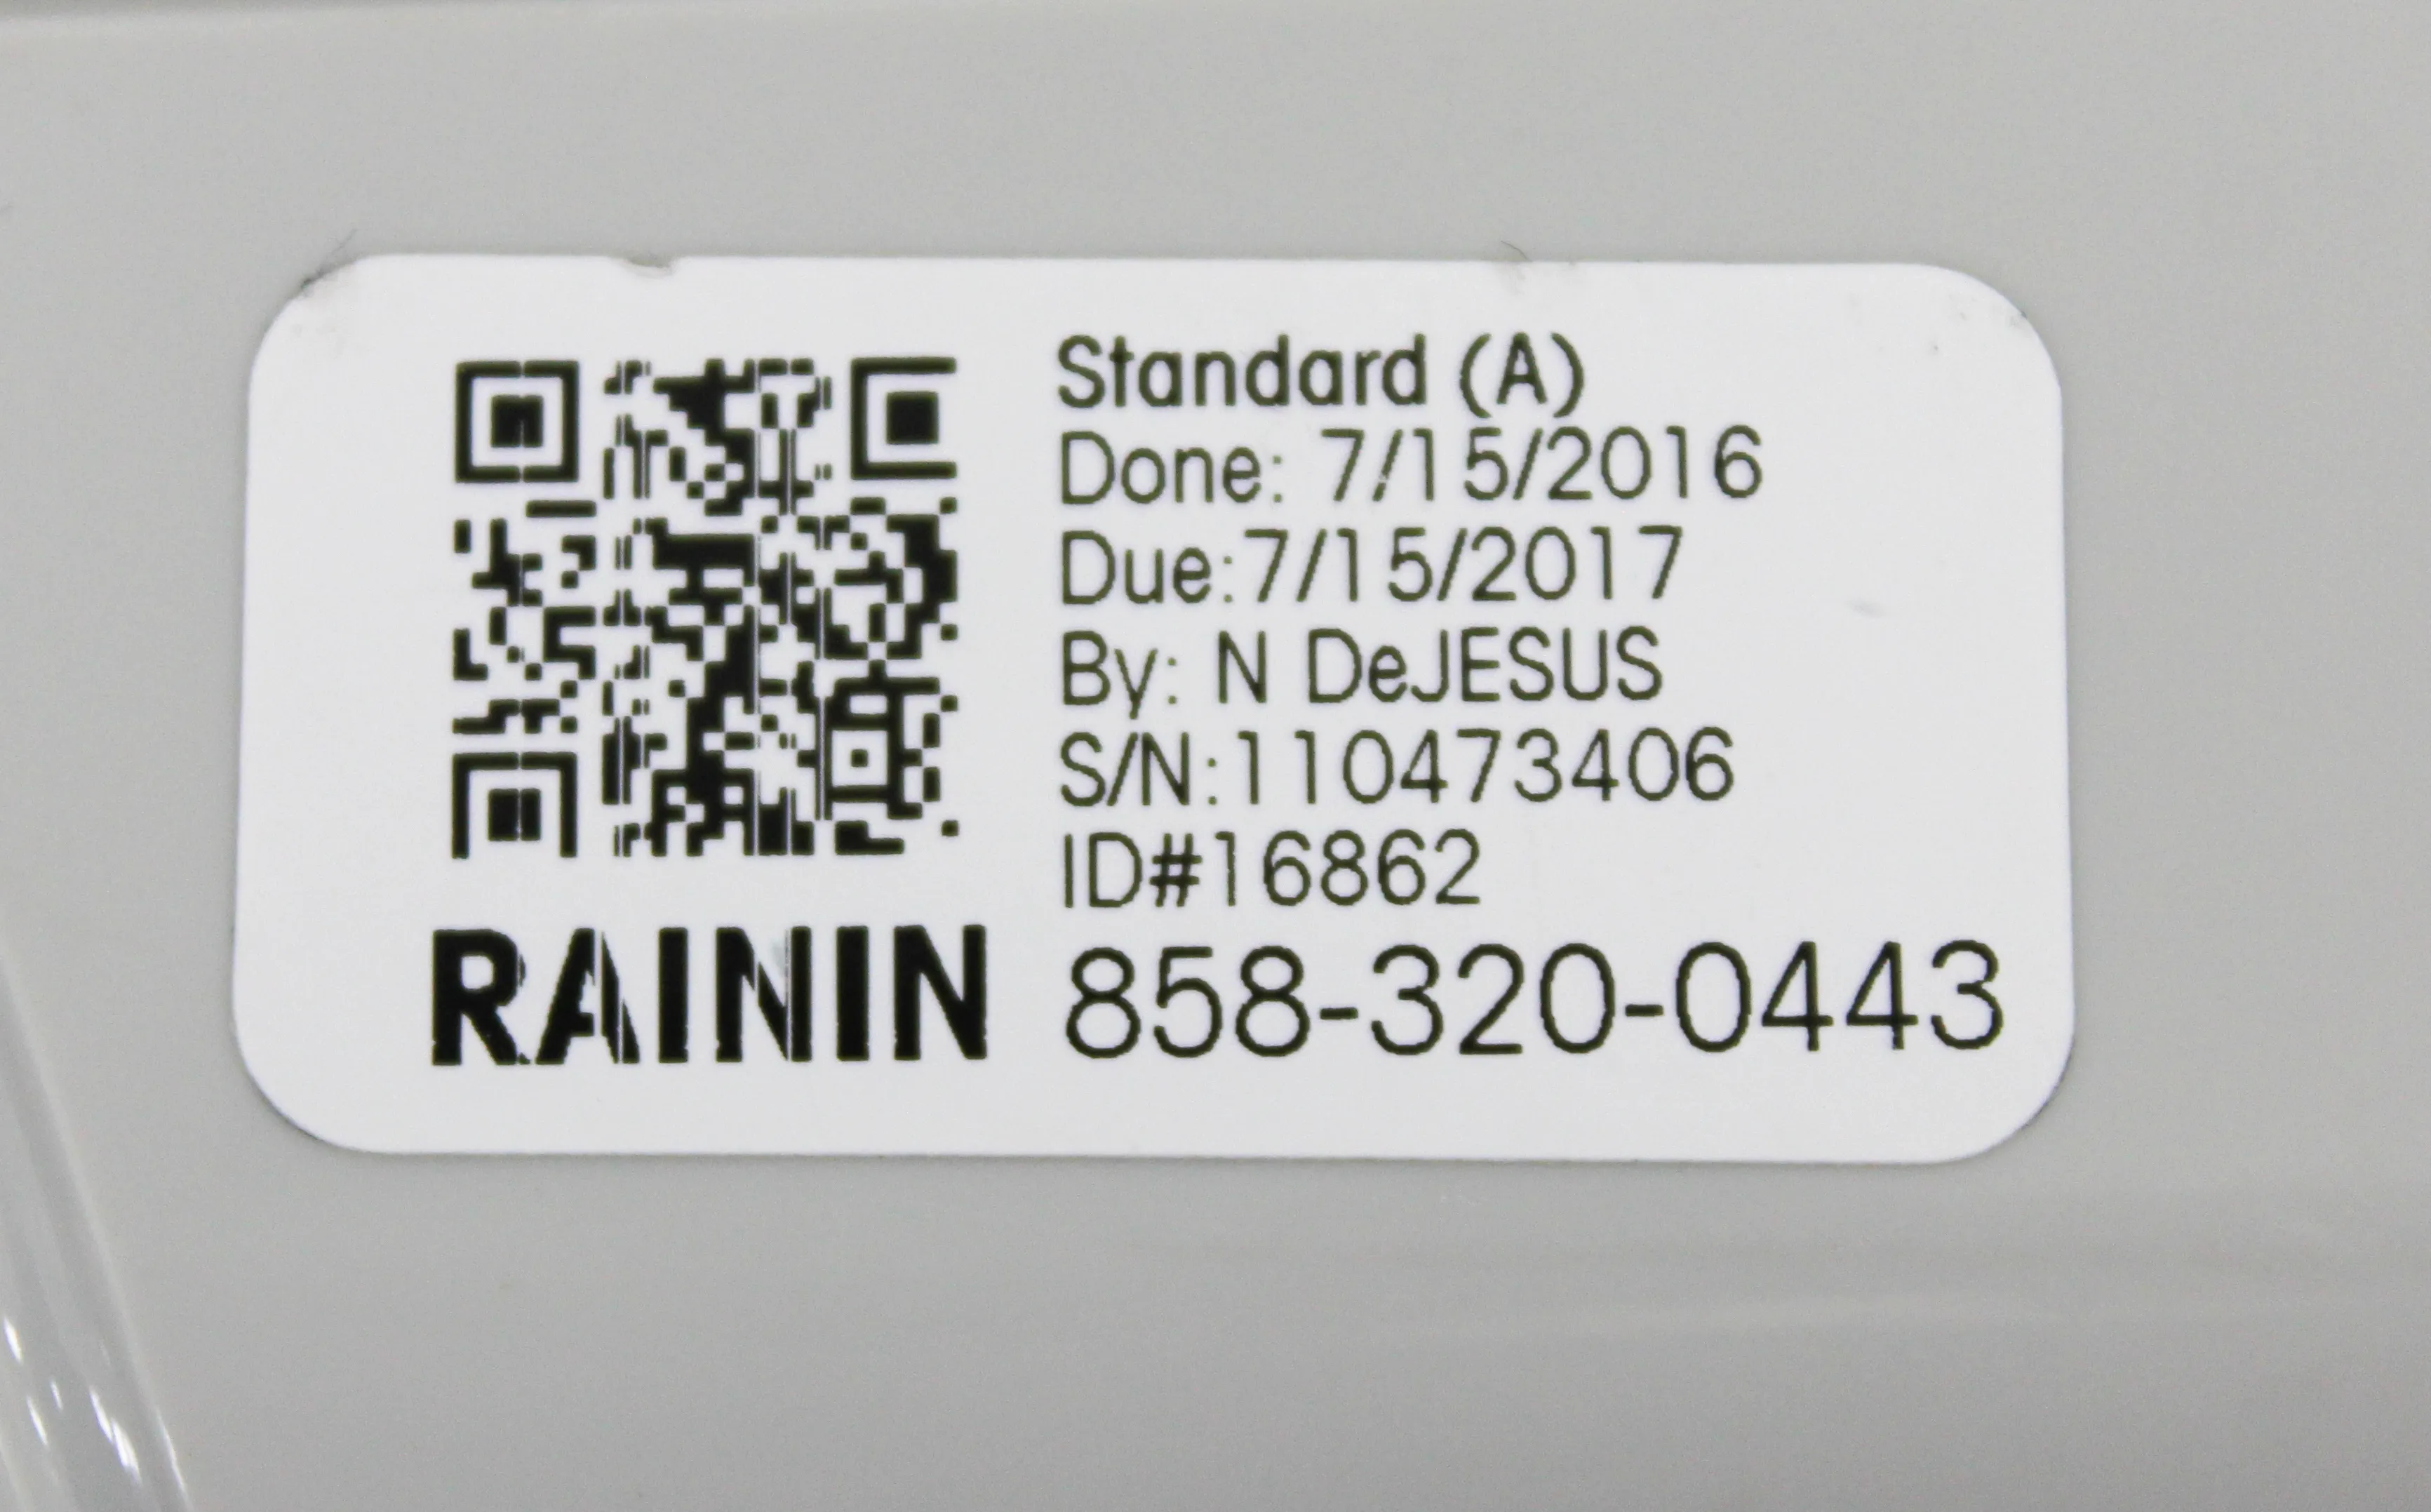 Standard (A)
Done: 7/15/2016
Due:7/15/2017
By: N DeJESUS
S/N:110473406
ID#16862
RAININ 858-320-0443